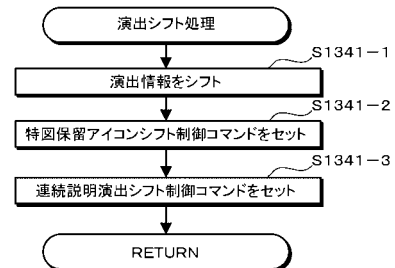 演出シフト処理
S1341-1
演出情報をシフト
S1341-2
特図保留アイコンシフト制御コマンドをセット
S1341-3
連続説明演出シフト制御コマンドをセット
RETURN